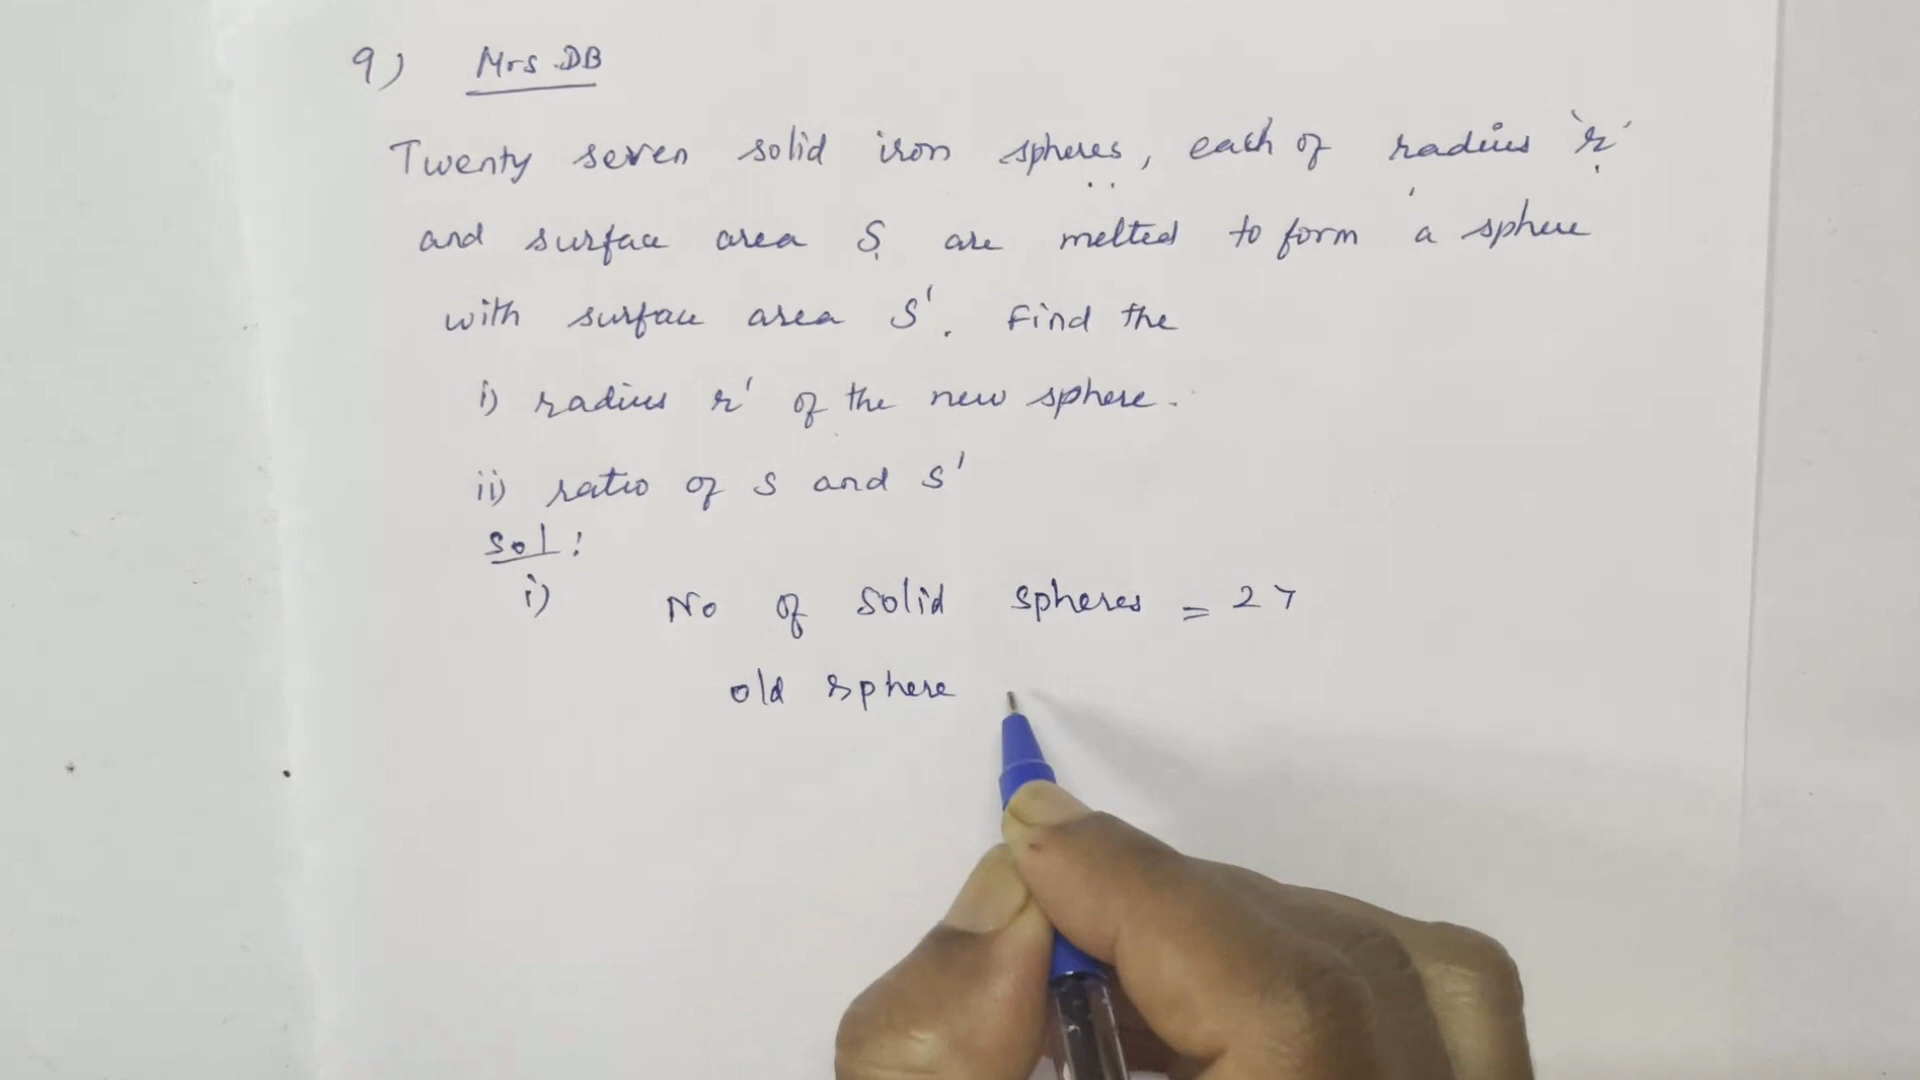 9) Mrs DB
Twenty seven solid iron spheres, each of radius 'r'
and surface area S are melted to form a sphere
with surface area S'. Find the
i) radius r' of the new sphere.
ii) ratio of S and S'
Sol:
i) No of solid spheres = 27
old sphere